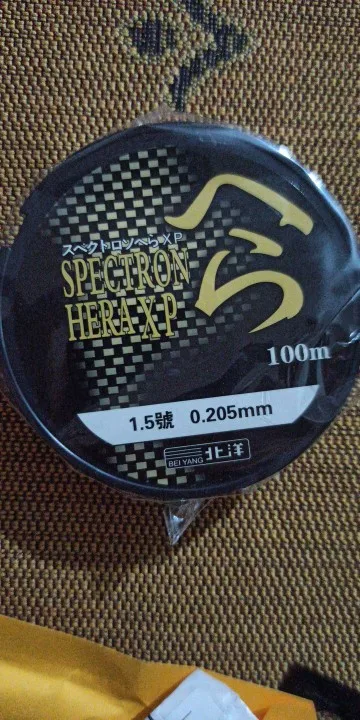 へら
スペクトロンへらXP
SPECTRON
HERA XP
100m
1.5號 0.205mm
BEI YANG 北洋